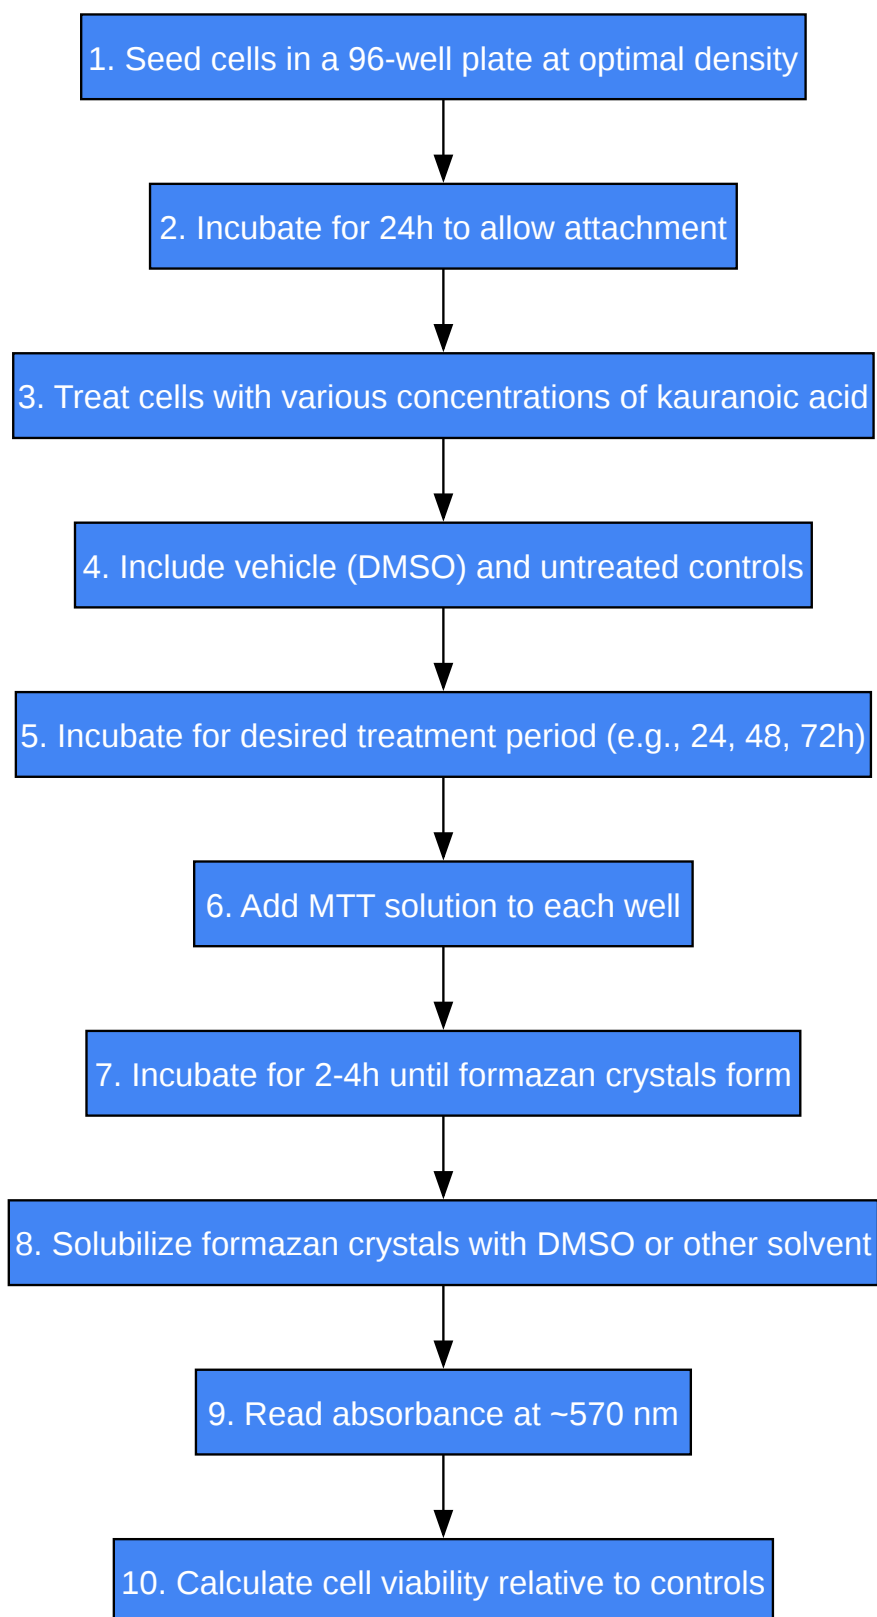 1. Seed cells in a 96-well plate at optimal density
2. Incubate for 24h to allow attachment
3. Treat cells with various concentrations of kauranoic acid
4. Include vehicle (DMSO) and untreated controls
5. Incubate for desired treatment period (e.g., 24, 48, 72h)
6. Add MTT solution to each well
7. Incubate for 2-4h until formazan crystals form
8. Solubilize formazan crystals with DMSO or other solvent
9. Read absorbance at ~570 nm
10. Calculate cell viability relative to controls